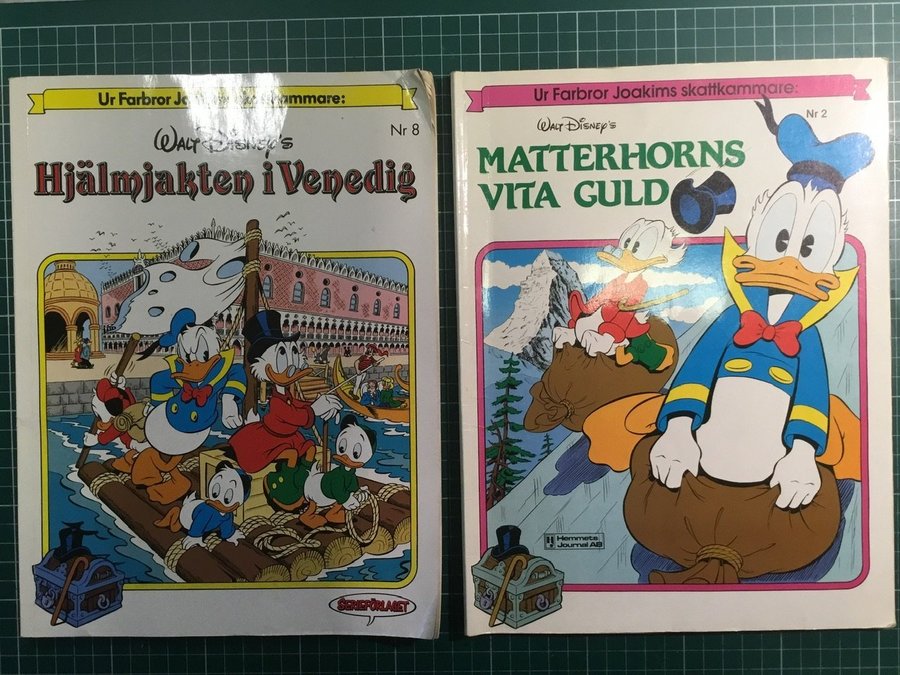 Ur Farbror Joakims skattkammare:
Nr 8
WALT DISNEY'S
Hjälmjakten i Venedig
SERIEFÖRLAGET
Ur Farbror Joakims skattkammare:
Nr 2
WALT DISNEY'S
MATTERHORNS
VITA GULD
Hemmets
Journal AB